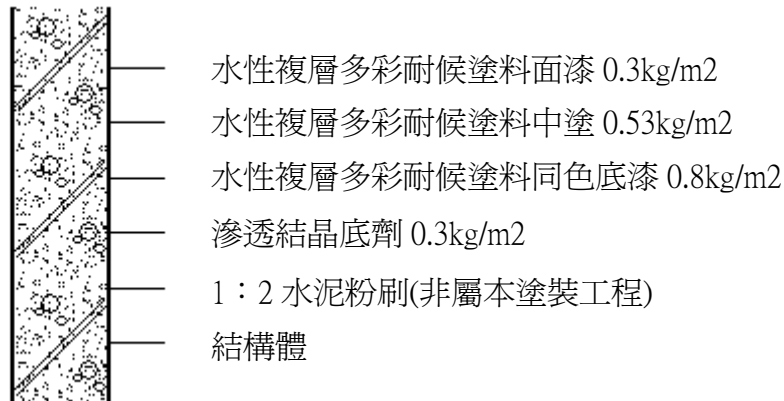 水性複層多彩耐候塗料面漆 0.3kg/m2
水性複層多彩耐候塗料中塗 0.53kg/m2
水性複層多彩耐候塗料同色底漆 0.8kg/m2
滲透結晶底劑 0.3kg/m2
1：2 水泥粉刷(非屬本塗裝工程)
結構體